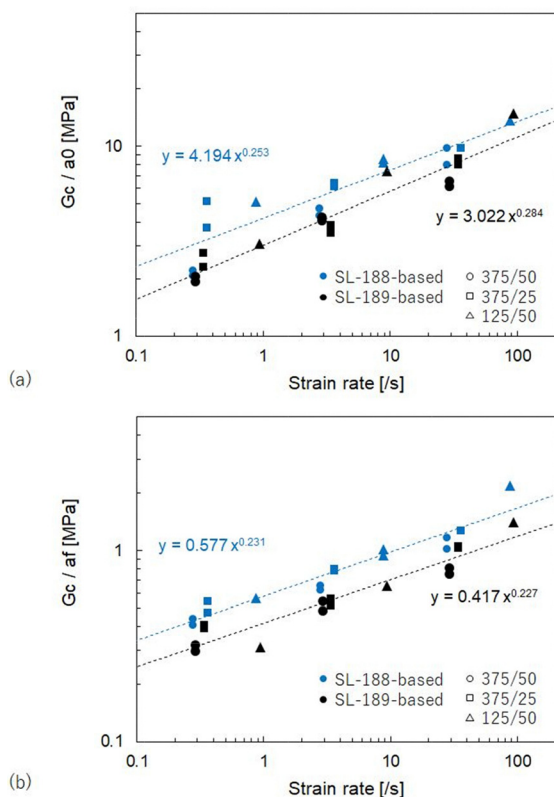 Gc / a0 [MPa]
10
1
y = 4.194 x^0.253
y = 3.022 x^0.284
SL-188-based
SL-189-based
○ 375/50
□ 375/25
△ 125/50
0.1 1 10 100
Strain rate [/s]
(a)
Gc / af [MPa]
1
0.1
y = 0.577 x^0.231
y = 0.417 x^0.227
SL-188-based
SL-189-based
○ 375/50
□ 375/25
△ 125/50
0.1 1 10 100
Strain rate [/s]
(b)